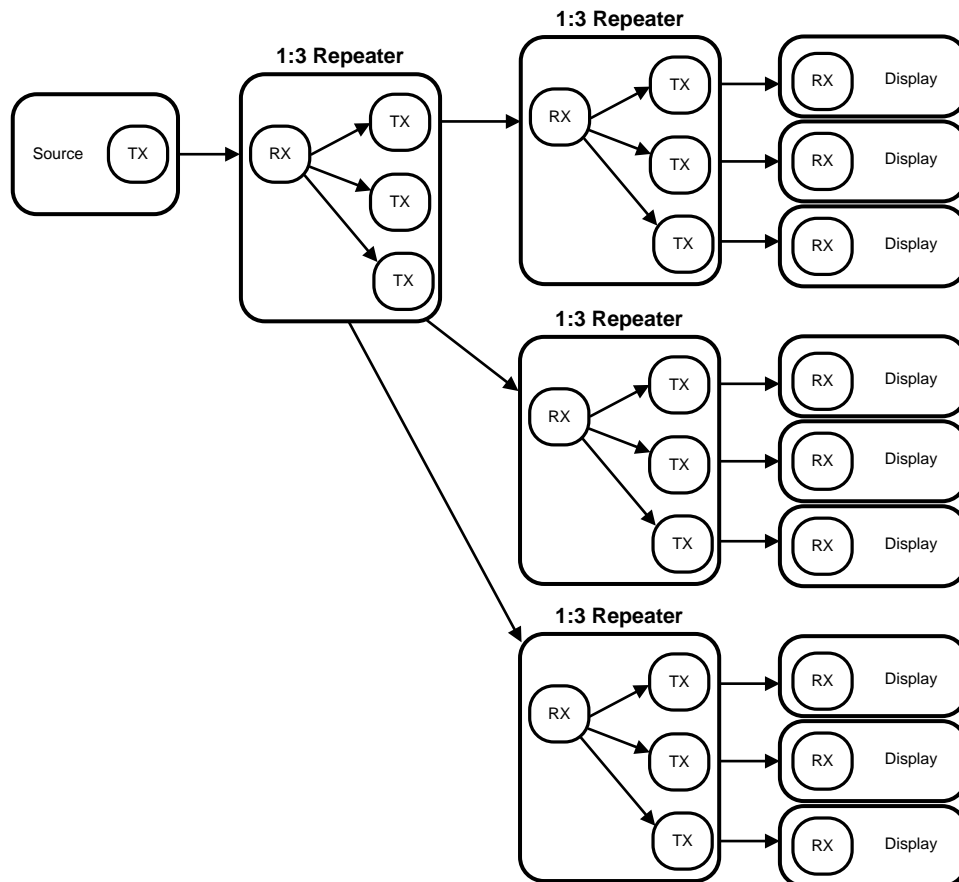 1:3 Repeater
1:3 Repeater
Source
TX
RX
TX
TX
TX
RX
TX
TX
TX
RX
Display
RX
Display
RX
Display
1:3 Repeater
RX
TX
TX
TX
RX
Display
RX
Display
RX
Display
1:3 Repeater
RX
TX
TX
TX
RX
Display
RX
Display
RX
Display